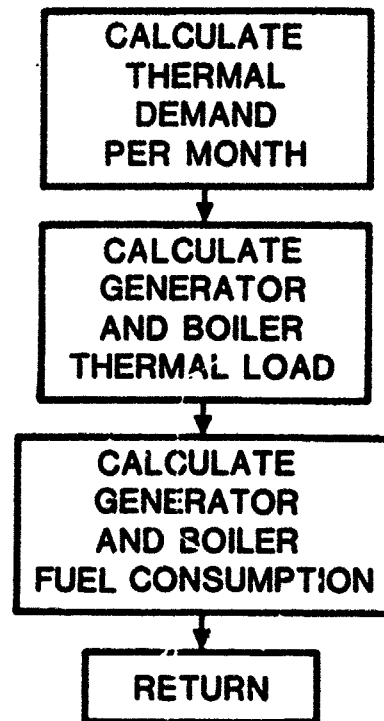 CALCULATE
THERMAL
DEMAND
PER MONTH
CALCULATE
GENERATOR
AND BOILER
THERMAL LOAD
CALCULATE
GENERATOR
AND BOILER
FUEL CONSUMPTION
RETURN